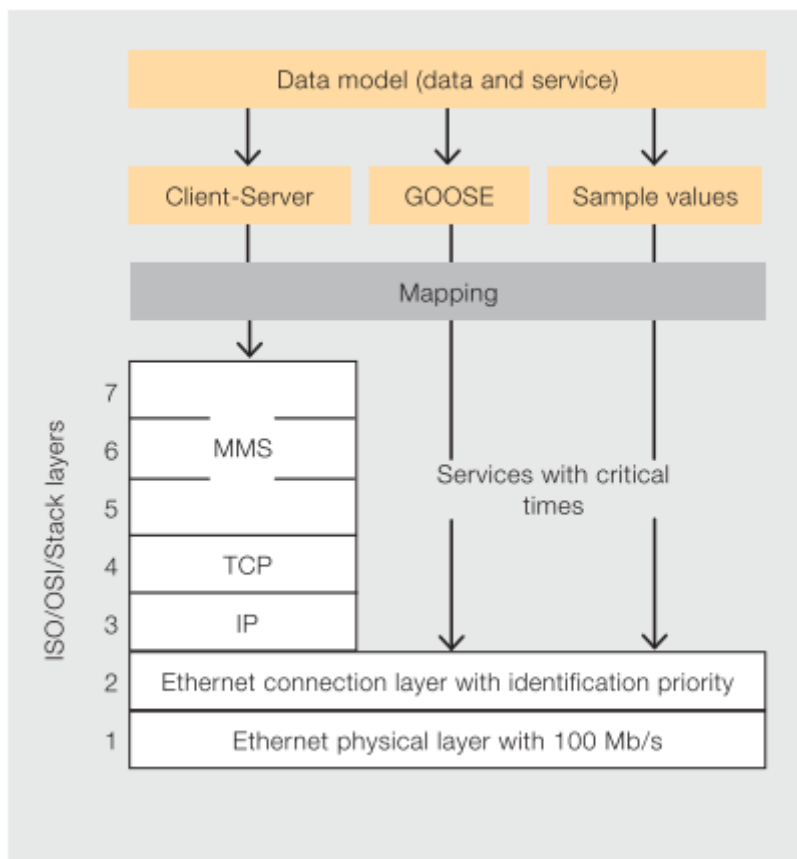 Data model (data and service)
Client-Server
GOOSE
Sample values
Mapping
ISO/OSI/Stack layers
7
6
MMS
5
Services with critical
times
4
TCP
3
IP
2
Ethernet connection layer with identification priority
1
Ethernet physical layer with 100 Mb/s